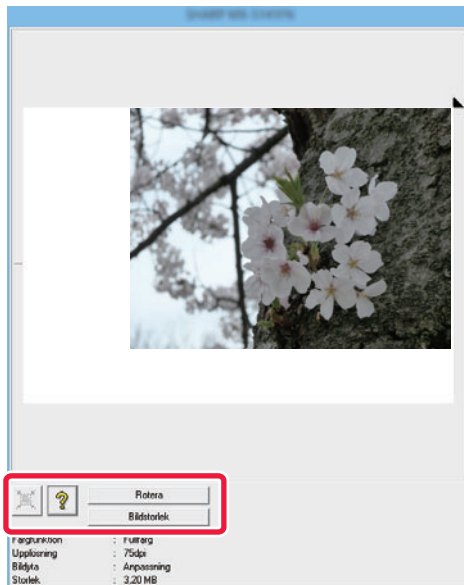 ?
Rotera
Bildstorlek
Färgfunktion : Fullfärg
Upplösning : 75dpi
Bildyta : Anpassning
Storlek : 3,20 MB